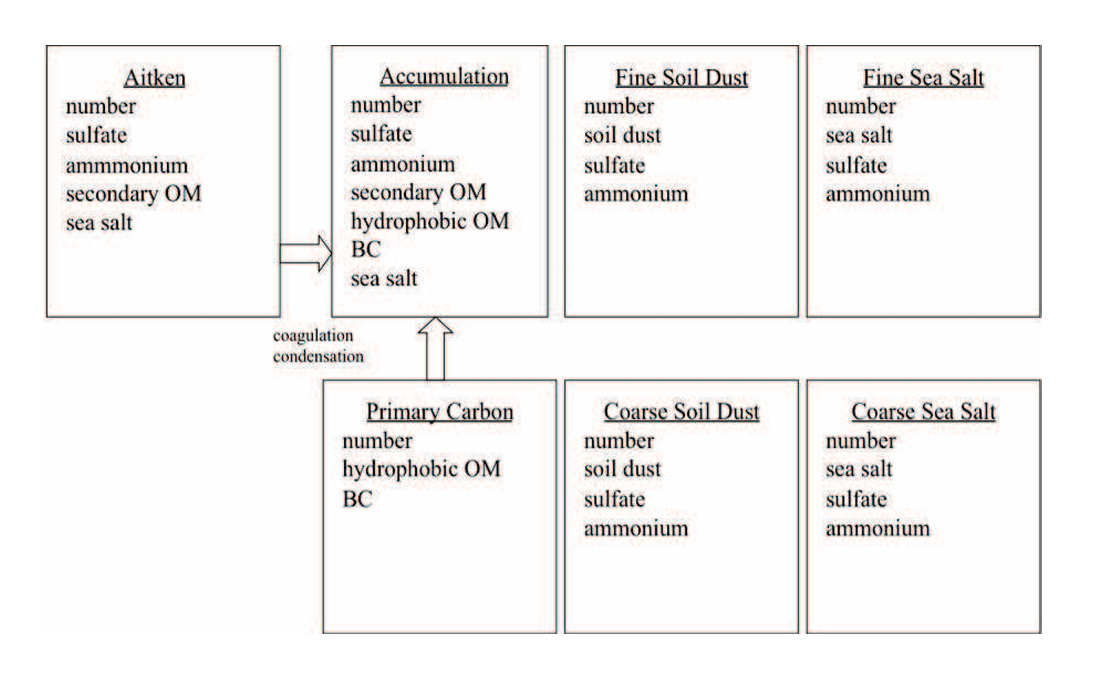 Aitken
number
sulfate
ammmonium
secondary OM
sea salt
Accumulation
number
sulfate
ammonium
secondary OM
hydrophobic OM
BC
sea salt
Fine Soil Dust
number
soil dust
sulfate
ammonium
Fine Sea Salt
number
sea salt
sulfate
ammonium
coagulation
condensation
Primary Carbon
number
hydrophobic OM
BC
Coarse Soil Dust
number
soil dust
sulfate
ammonium
Coarse Sea Salt
number
sea salt
sulfate
ammonium